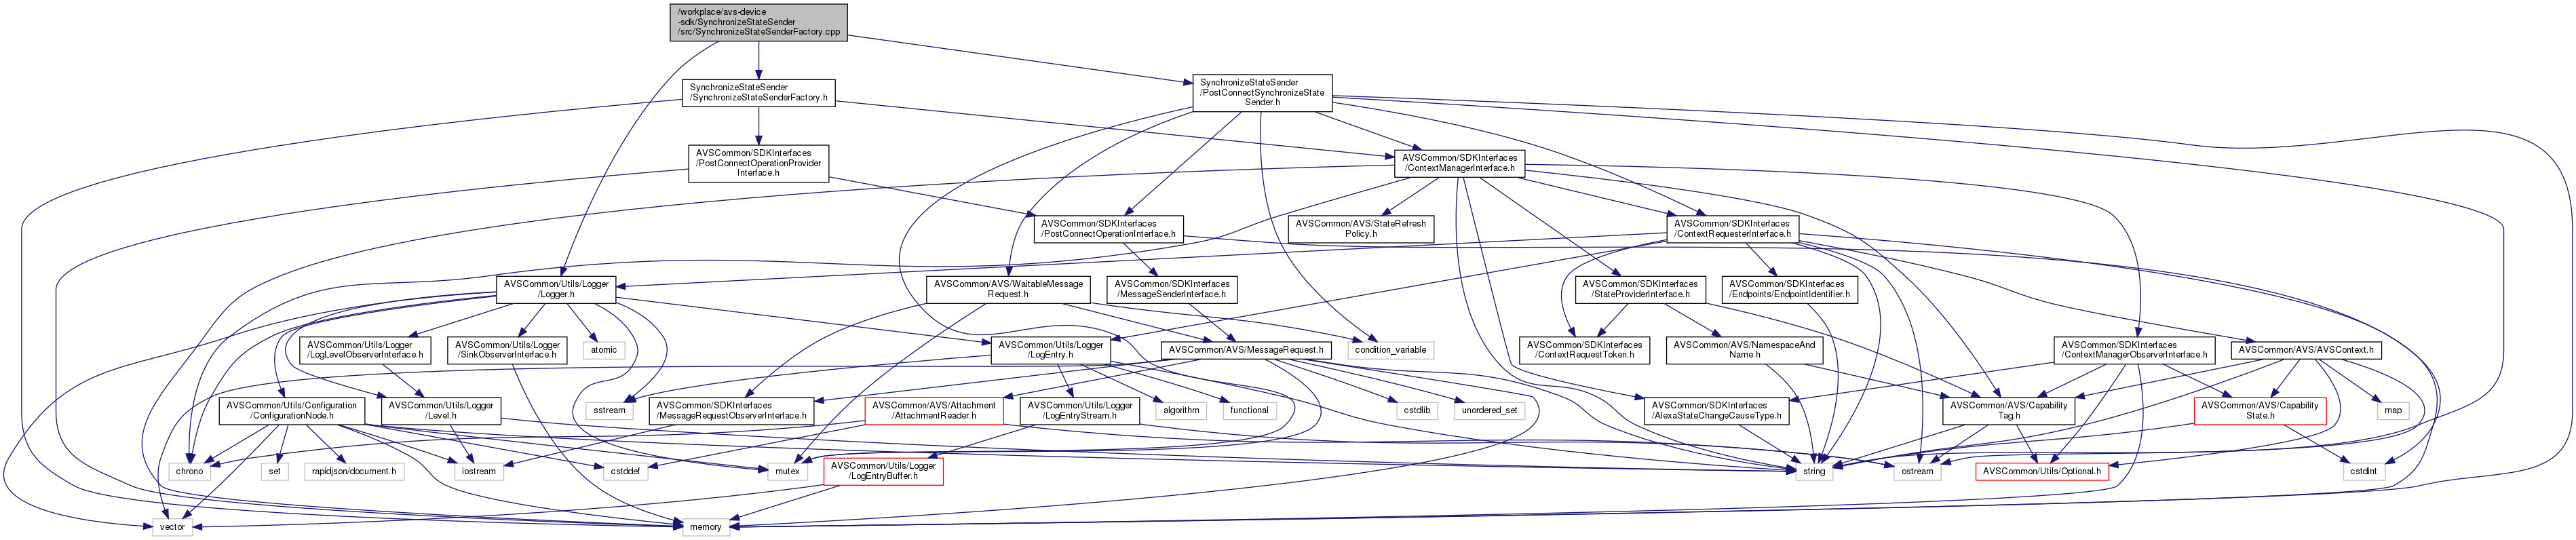 /workplace/avs-device
-sdk/SynchronizeStateSender
/src/SynchronizeStateSenderFactory.cpp
SynchronizeStateSender
/SynchronizeStateSenderFactory.h
SynchronizeStateSender
/PostConnectSynchronizeState
Sender.h
AVSCommon/SDKInterfaces
/PostConnectOperationProvider
Interface.h
AVSCommon/SDKInterfaces
/ContextManagerInterface.h
AVSCommon/SDKInterfaces
/PostConnectOperationInterface.h
AVSCommon/AVS/StateRefresh
Policy.h
AVSCommon/SDKInterfaces
/ContextRequesterInterface.h
AVSCommon/Utils/Logger
/Logger.h
AVSCommon/AVS/WaitableMessage
Request.h
AVSCommon/SDKInterfaces
/MessageSenderInterface.h
AVSCommon/SDKInterfaces
/StateProviderInterface.h
AVSCommon/SDKInterfaces
/Endpoints/EndpointIdentifier.h
AVSCommon/Utils/Logger
/LogLevelObserverInterface.h
AVSCommon/Utils/Logger
/SinkObserverInterface.h
atomic
AVSCommon/Utils/Logger
/LogEntry.h
AVSCommon/AVS/MessageRequest.h
condition_variable
AVSCommon/SDKInterfaces
/ContextRequestToken.h
AVSCommon/AVS/NamespaceAnd
Name.h
AVSCommon/SDKInterfaces
/ContextManagerObserverInterface.h
AVSCommon/AVS/AVSContext.h
AVSCommon/Utils/Configuration
/ConfigurationNode.h
AVSCommon/Utils/Logger
/Level.h
sstream
AVSCommon/SDKInterfaces
/MessageRequestObserverInterface.h
AVSCommon/AVS/Attachment
/AttachmentReader.h
AVSCommon/Utils/Logger
/LogEntryStream.h
algorithm
functional
cstdlib
unordered_set
AVSCommon/SDKInterfaces
/AlexaStateChangeCauseType.h
AVSCommon/AVS/Capability
Tag.h
AVSCommon/AVS/Capability
State.h
map
chrono
set
rapidjson/document.h
iostream
cstddef
mutex
AVSCommon/Utils/Logger
/LogEntryBuffer.h
string
ostream
AVSCommon/Utils/Optional.h
cstdint
vector
memory